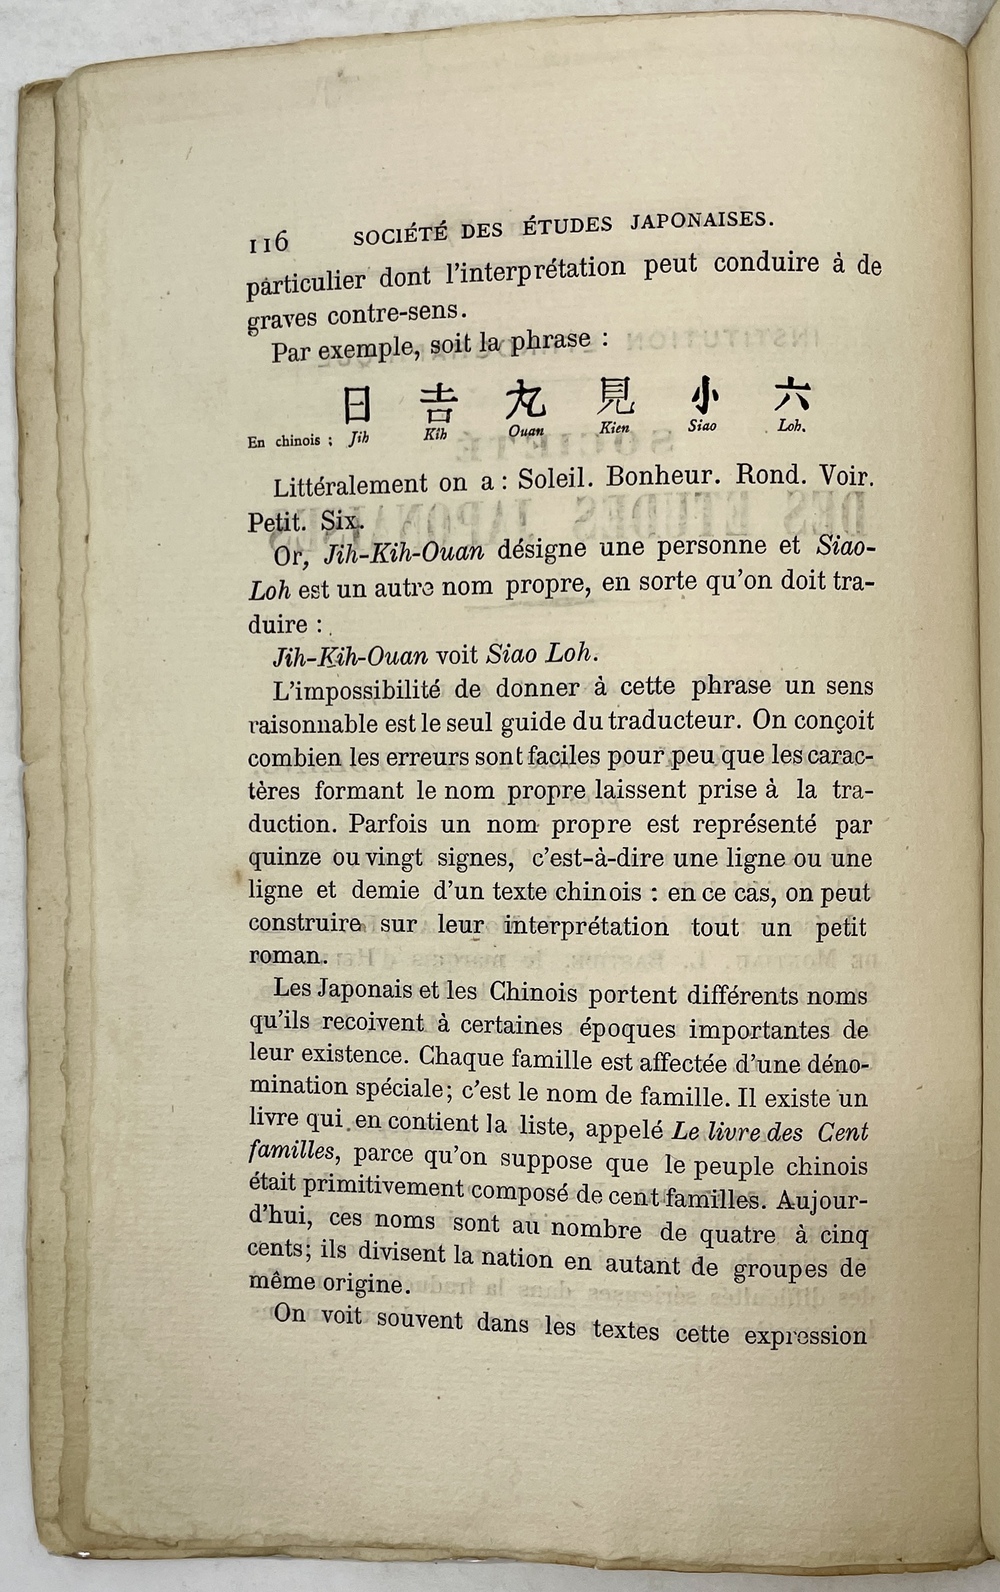 116 SOCIÉTÉ DES ÉTUDES JAPONAISES.
particulier dont l'interprétation peut conduire à de
graves contre-sens.
Par exemple, soit la phrase :
日 吉 丸 見 小 六
En chinois : Jih Kih Ouan Kien Siao Loh.
Littéralement on a : Soleil. Bonheur. Rond. Voir.
Petit. Six.
Or, Jih-Kih-Ouan désigne une personne et Siao-
Loh est un autre nom propre, en sorte qu'on doit tra-
duire :
Jih-Kih-Ouan voit Siao Loh.
L'impossibilité de donner à cette phrase un sens
raisonnable est le seul guide du traducteur. On conçoit
combien les erreurs sont faciles pour peu que les carac-
tères formant le nom propre laissent prise à la tra-
duction. Parfois un nom propre est représenté par
quinze ou vingt signes, c'est-à-dire une ligne ou une
ligne et demie d'un texte chinois : en ce cas, on peut
construire sur leur interprétation tout un petit
roman.
Les Japonais et les Chinois portent différents noms
qu'ils recoivent à certaines époques importantes de
leur existence. Chaque famille est affectée d'une déno-
mination spéciale; c'est le nom de famille. Il existe un
livre qui en contient la liste, appelé Le livre des Cent
familles, parce qu'on suppose que le peuple chinois
était primitivement composé de cent familles. Aujour-
d'hui, ces noms sont au nombre de quatre à cinq
cents; ils divisent la nation en autant de groupes de
même origine.
On voit souvent dans les textes cette expression